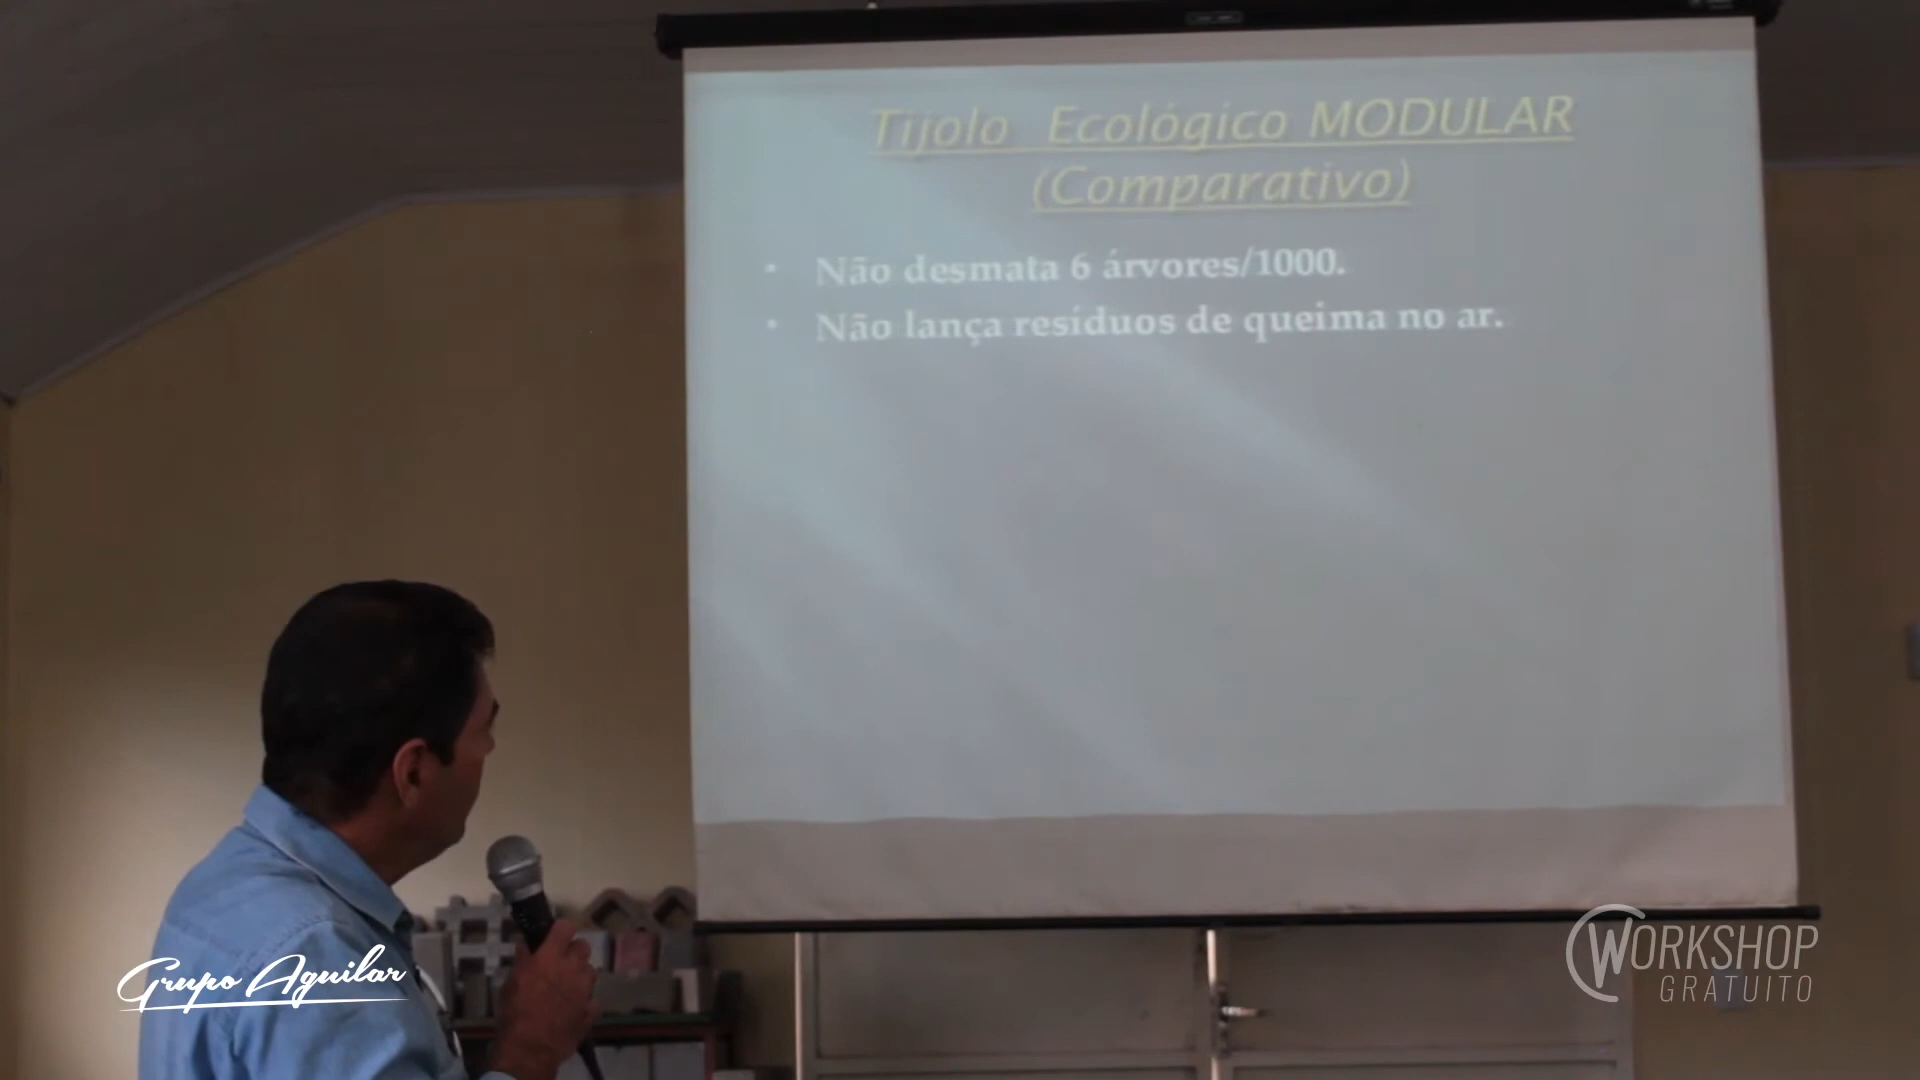 Tijolo Ecológico MODULAR
(Comparativo)
• Não desmata 6 árvores/1000.
• Não lança resíduos de queima no ar.
Grupo Aguilar
WORKSHOP
GRATUITO